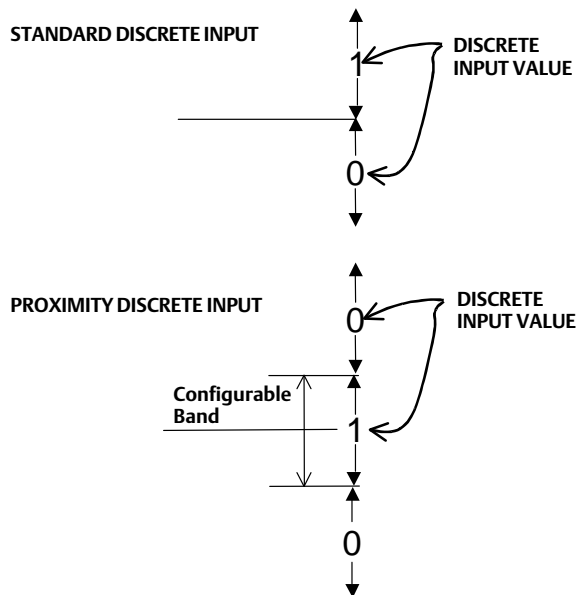 STANDARD DISCRETE INPUT
1
DISCRETE
INPUT VALUE
0
PROXIMITY DISCRETE INPUT
0
DISCRETE
INPUT VALUE
Configurable
Band
1
0